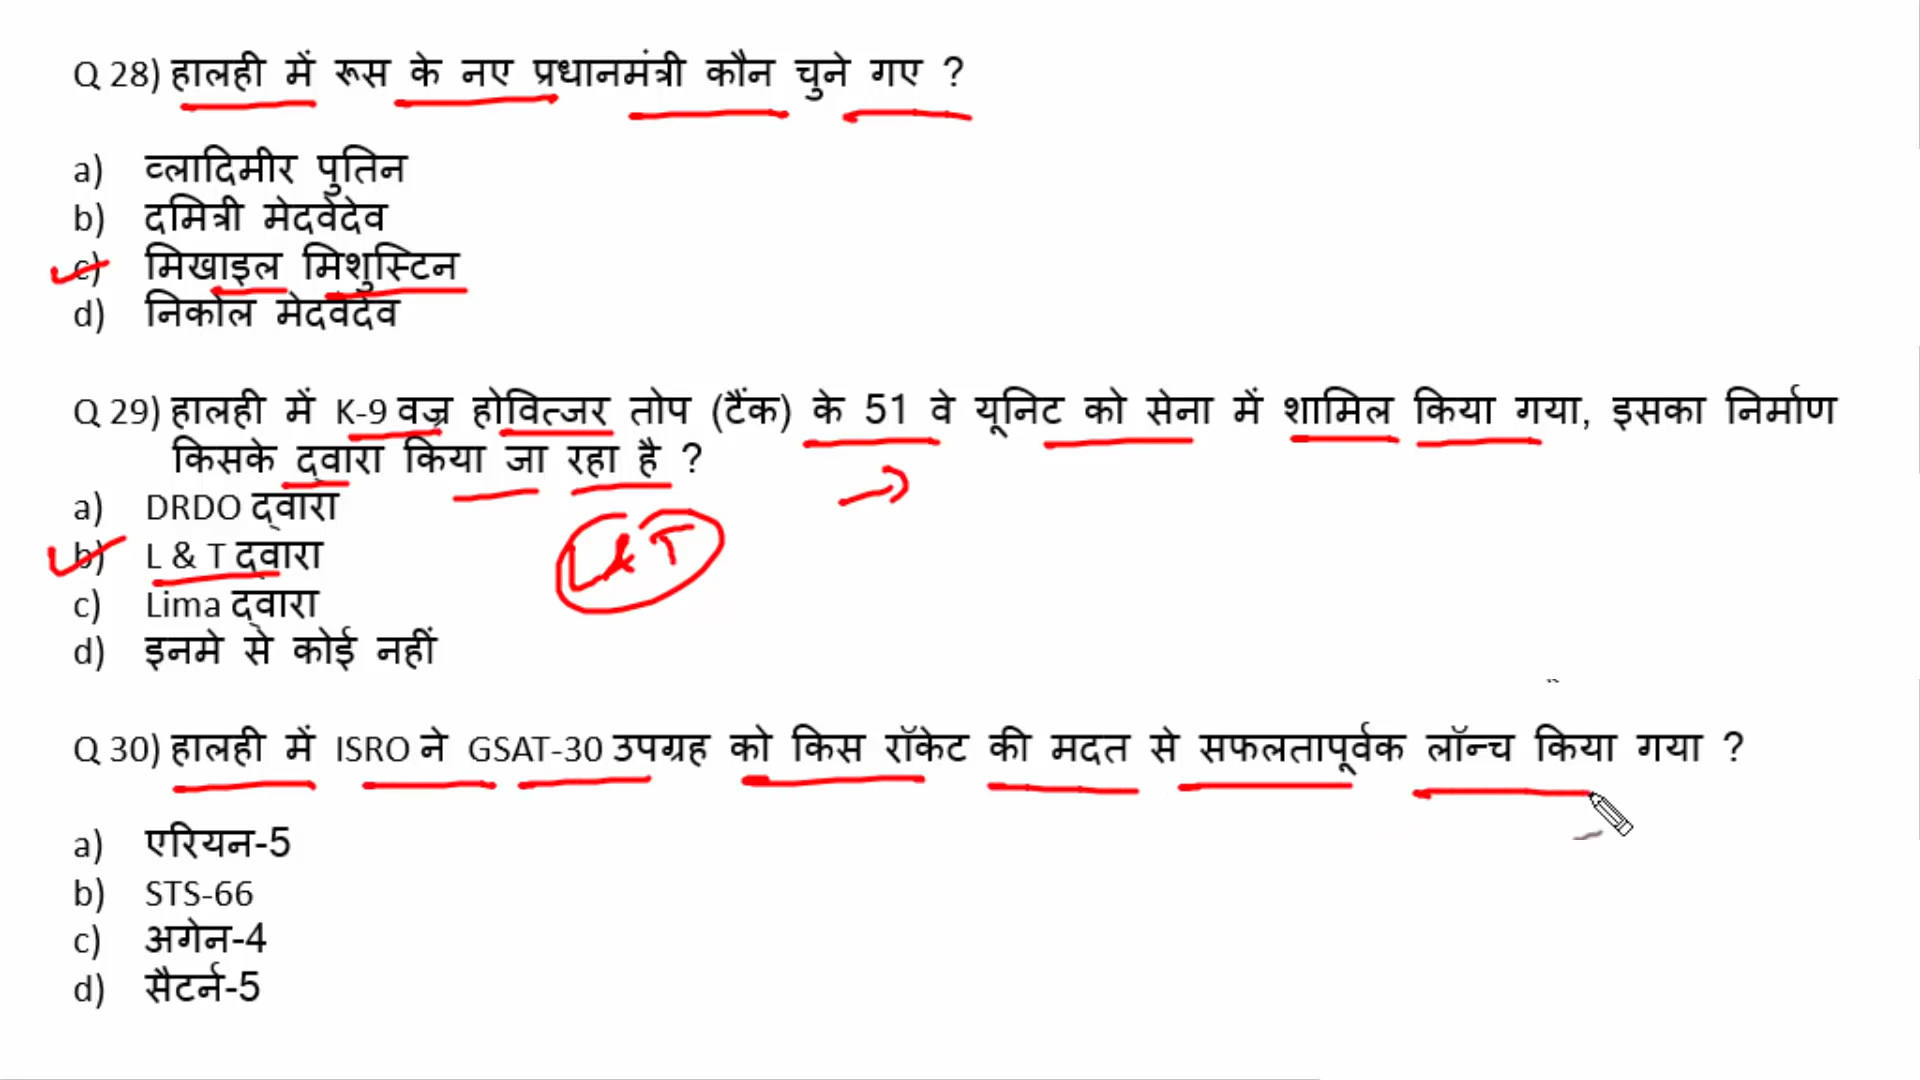 Q 28) हालही में रूस के नए प्रधानमंत्री कौन चुने गए ?
a) व्लादिमीर पुतिन
b) दमित्री मेदवेदेव
c) मिखाइल मिशुस्टिन
d) निकोल मेदवेदेव
Q 29) हालही में K-9 वज्र होवित्जर तोप (टैंक) के 51 वे यूनिट को सेना में शामिल किया गया, इसका निर्माण
किसके द्वारा किया जा रहा है ?
a) DRDO द्वारा
b) L & T द्वारा
L & T
c) Lima द्वारा
d) इनमे से कोई नहीं
Q 30) हालही में ISRO ने GSAT-30 उपग्रह को किस रॉकेट की मदत से सफलतापूर्वक लॉन्च किया गया ?
a) एरियन-5
b) STS-66
c) अगेन-4
d) सैटर्न-5